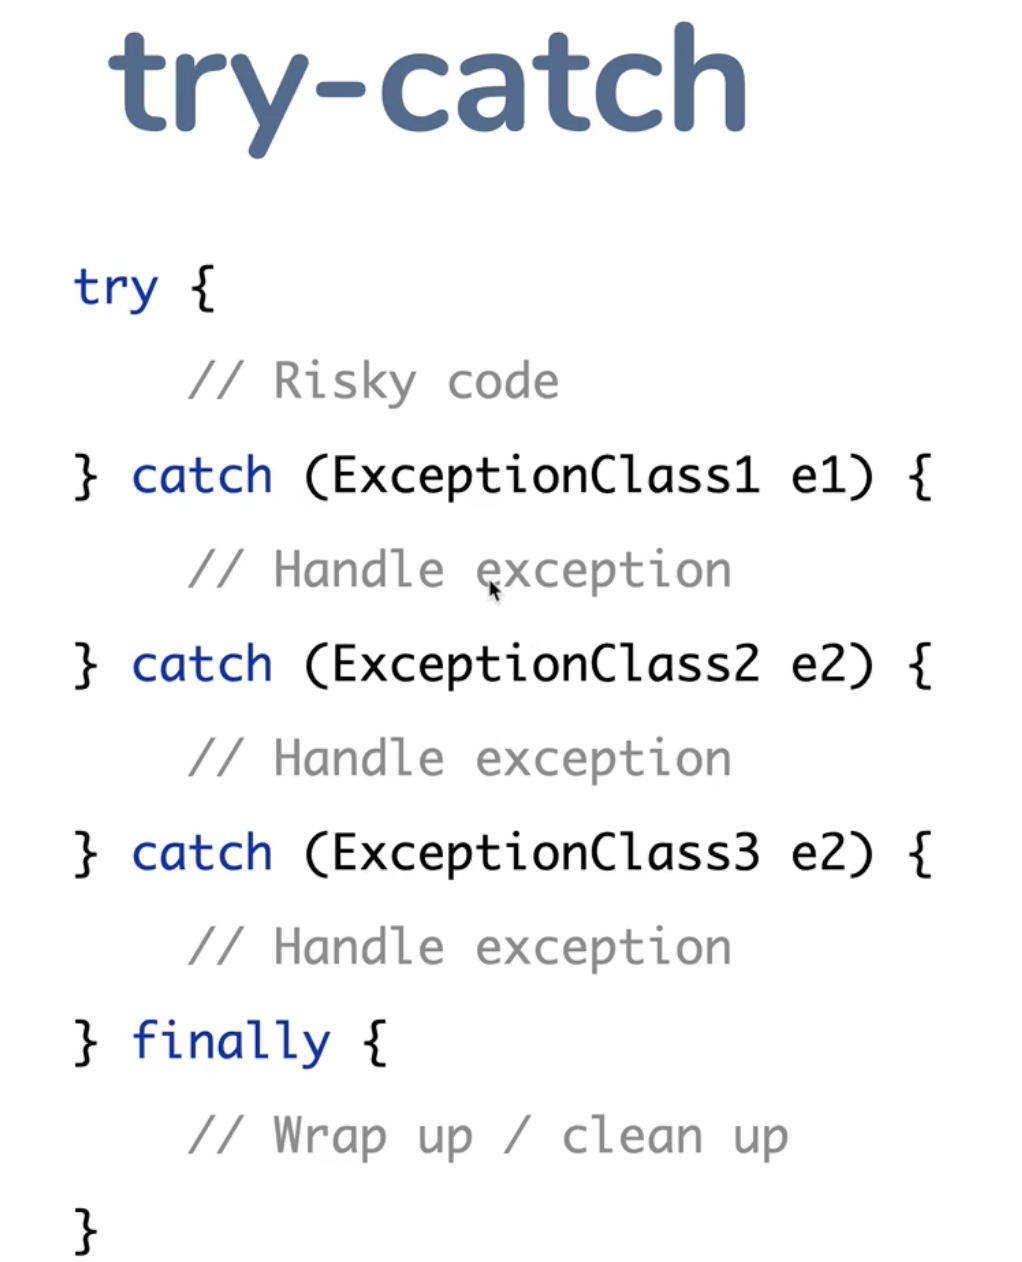 try-catch
try {
    // Risky code
} catch (ExceptionClass1 e1) {
    // Handle exception
} catch (ExceptionClass2 e2) {
    // Handle exception
} catch (ExceptionClass3 e2) {
    // Handle exception
} finally {
    // Wrap up / clean up
}